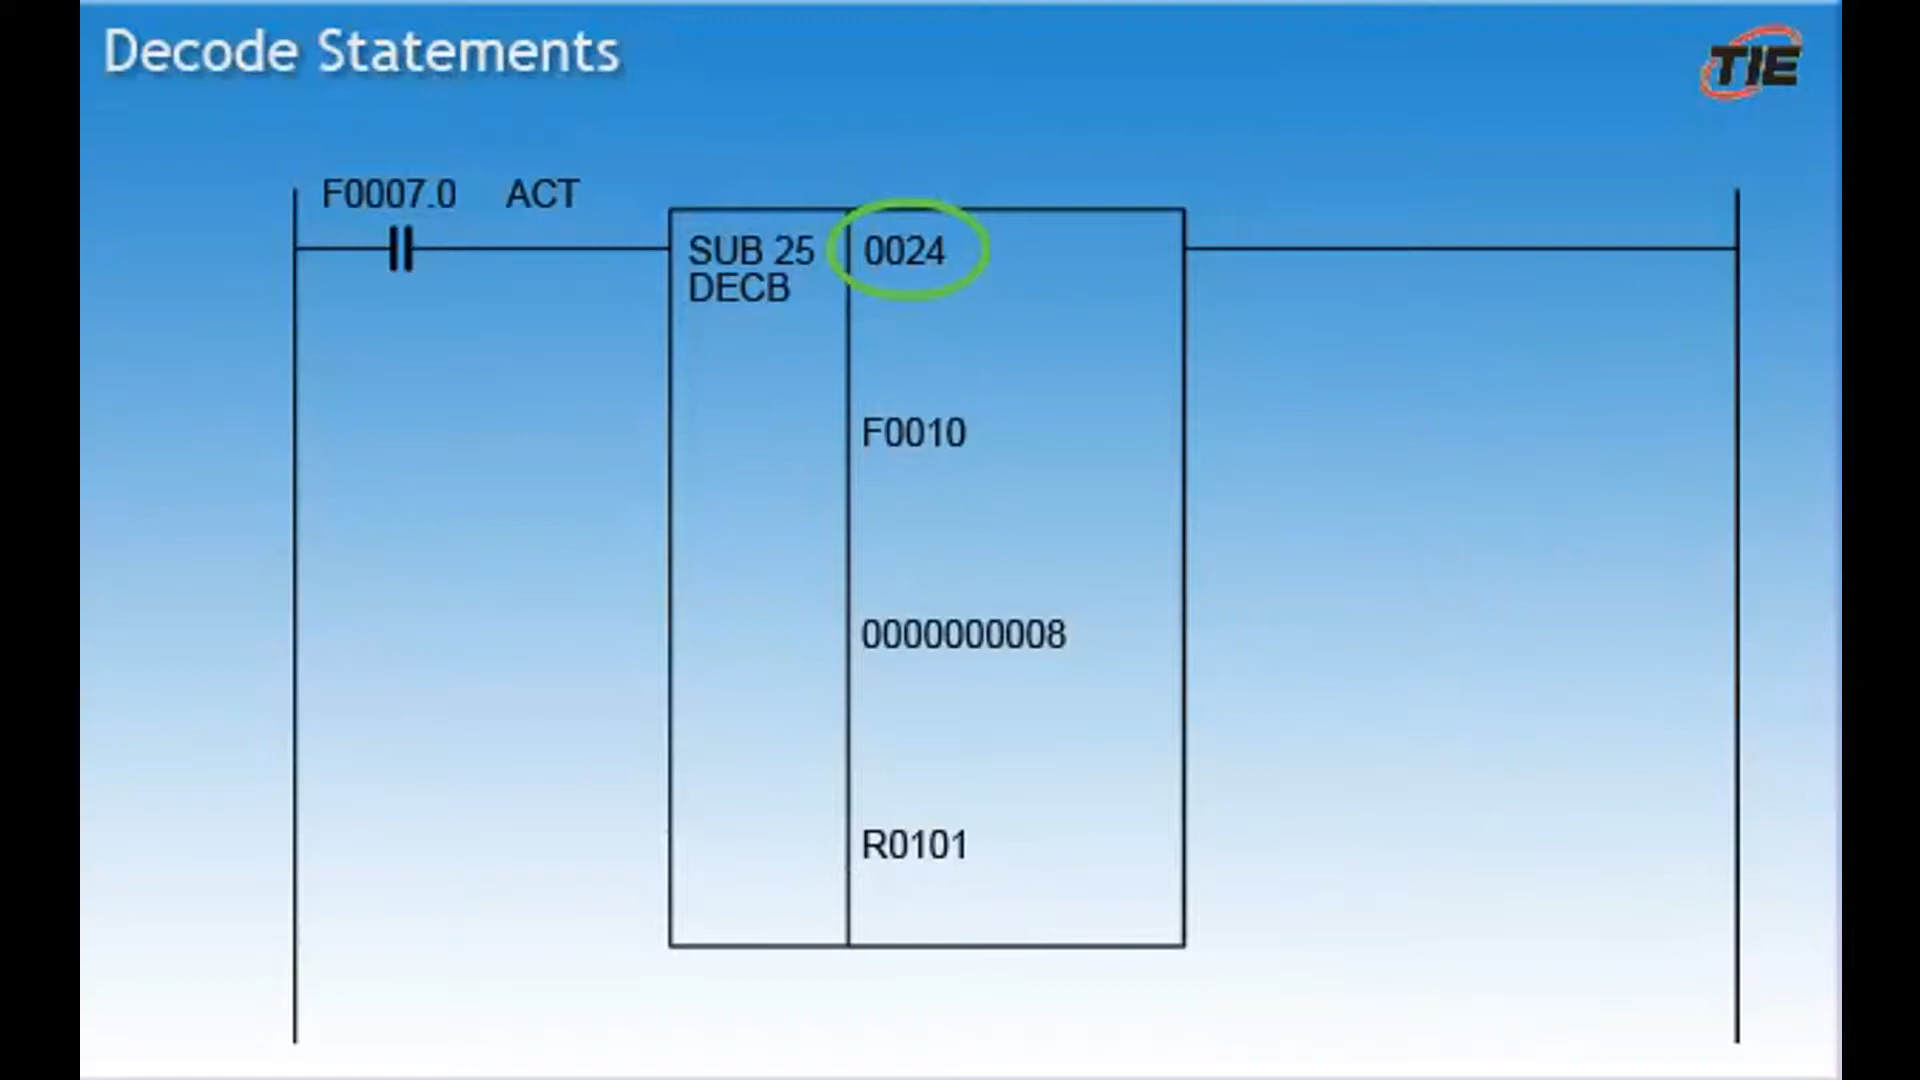 Decode Statements
TIE
F0007.0 ACT
SUB 25 0024
DECB
F0010
0000000008
R0101